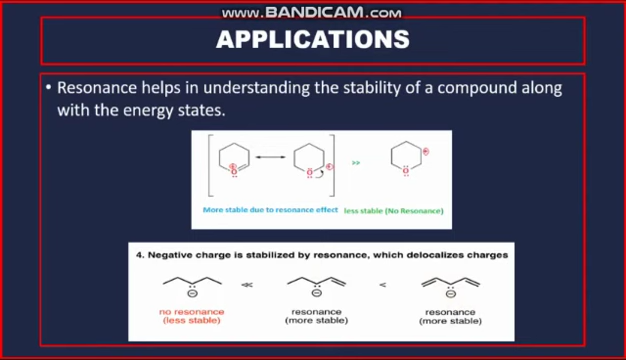 WWW.BANDICAM.COM
APPLICATIONS
• Resonance helps in understanding the stability of a compound along
with the energy states.
O O >> O
More stable due to resonance effect less stable (No Resonance)
4. Negative charge is stabilized by resonance, which delocalizes charges
<< <
no resonance resonance resonance
(less stable) (more stable) (more stable)